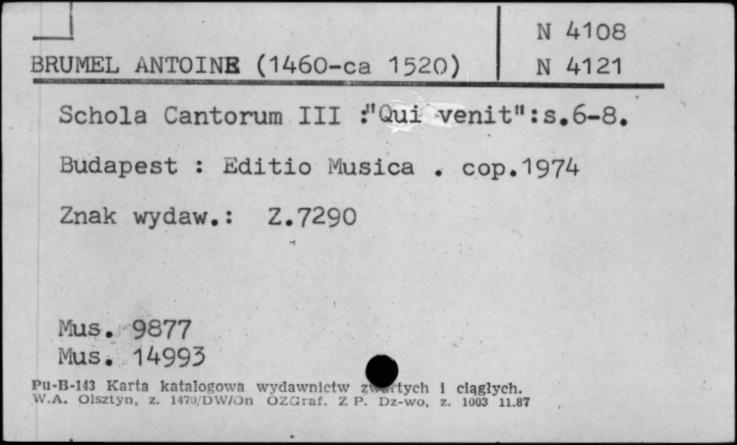 N 4108
BRUMEL ANTOINE (1460-ca 1520) N 4121
Schola Cantorum III :"Qui venit":s.6-8.
Budapest : Editio Musica . cop.1974
Znak wydaw.: Z.7290
Mus. 9877
Mus. 14993
Pu-B-143 Karta katalogowa wydawnictw zwartych i ciągłych.
W.A. Olsztyn, z. 1470/DW/On OZGraf. Z P. Dz-wo, z. 1003 11.87